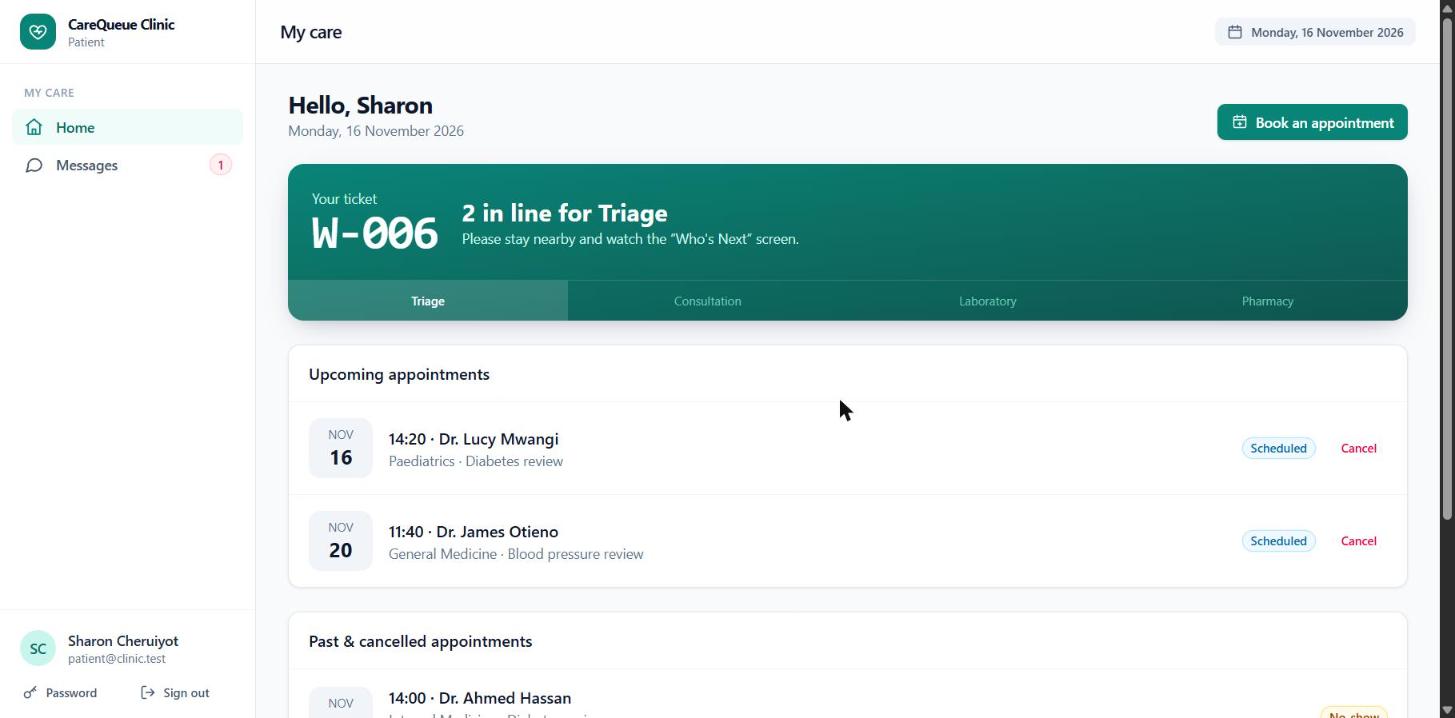 CareQueue Clinic
Patient
My care
Monday, 16 November 2026
MY CARE
Home
Messages
1
Hello, Sharon
Monday, 16 November 2026
Book an appointment
Your ticket
W-006
2 in line for Triage
Please stay nearby and watch the “Who's Next” screen.
Triage
Consultation
Laboratory
Pharmacy
Upcoming appointments
NOV
16
14:20 · Dr. Lucy Mwangi
Paediatrics · Diabetes review
Scheduled
Cancel
NOV
20
11:40 · Dr. James Otieno
General Medicine · Blood pressure review
Scheduled
Cancel
Past & cancelled appointments
NOV
14:00 · Dr. Ahmed Hassan
No-show
SC
Sharon Cheruiyot
patient@clinic.test
Password
Sign out